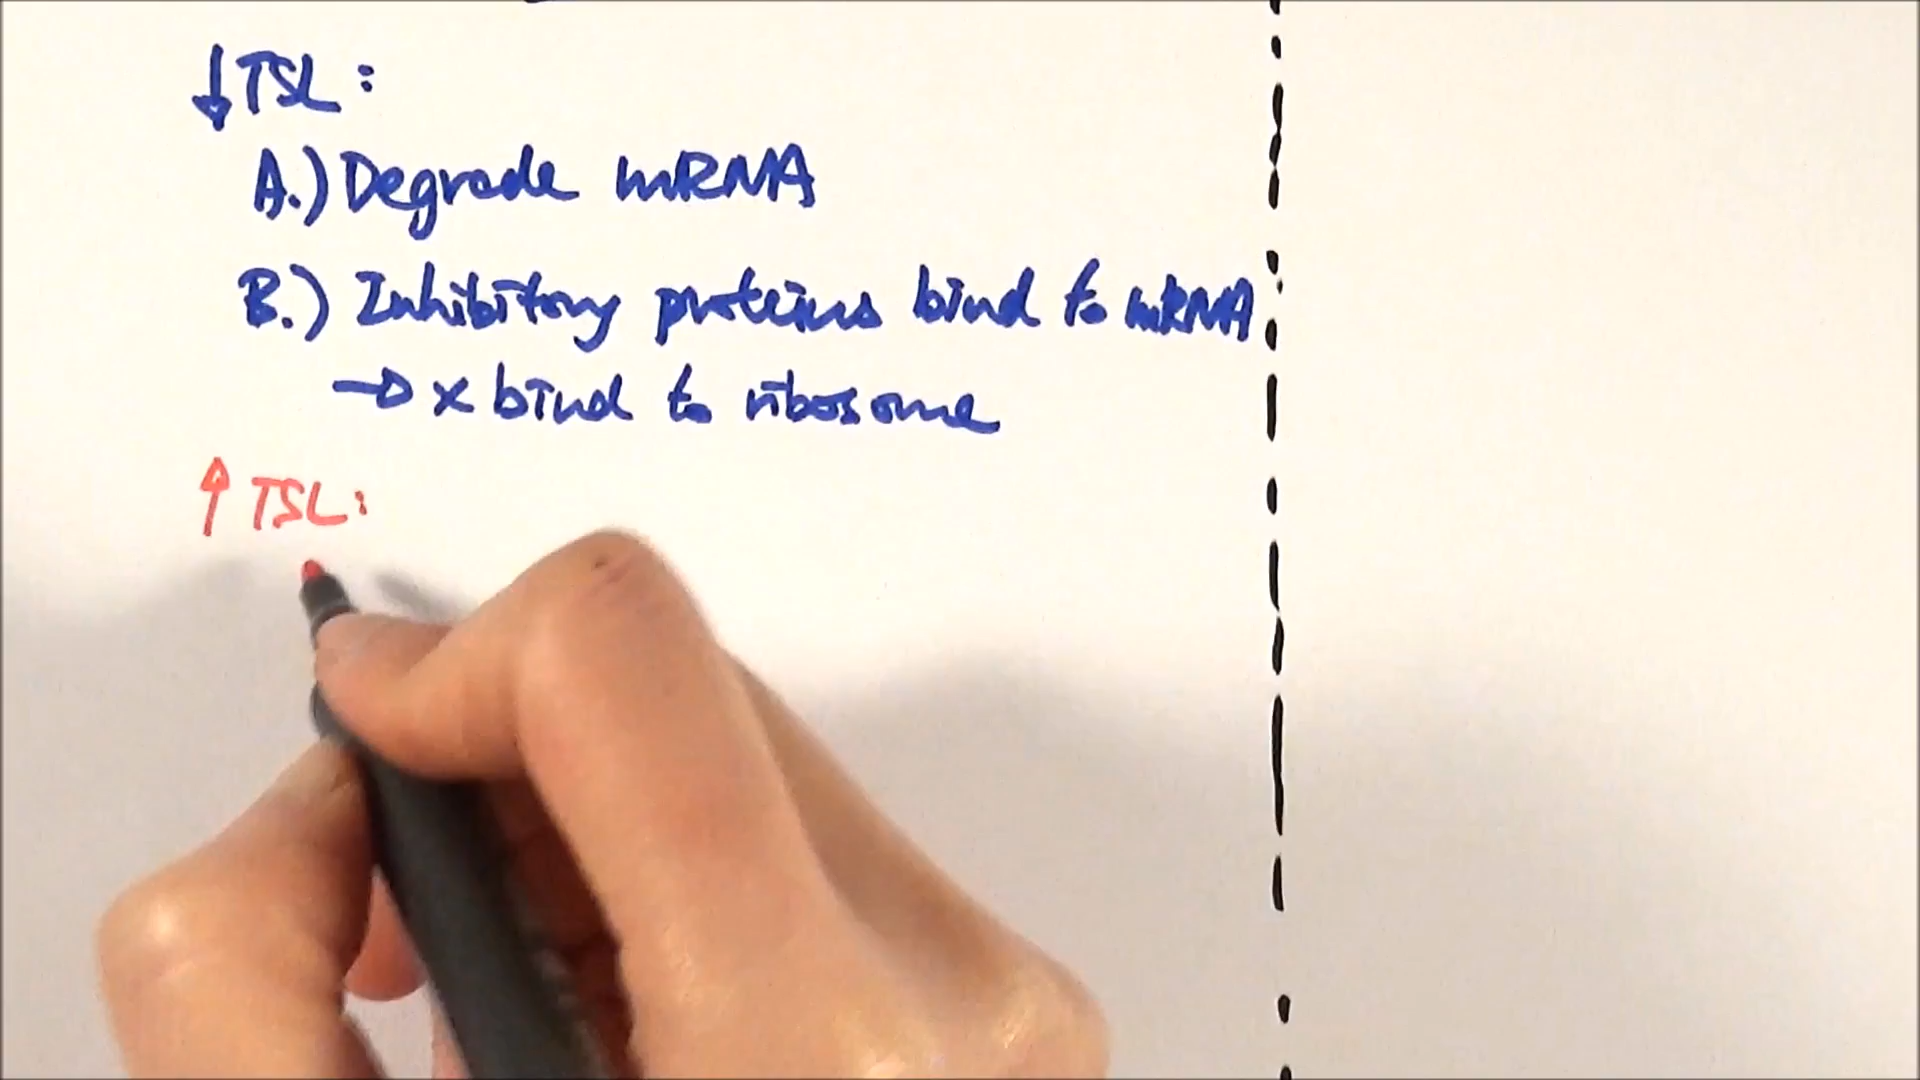 ↓ TSL:
A.) Degrade mRNA
B.) Inhibitory proteins bind to mRNA
→ x bind to ribosome
↑ TSL: